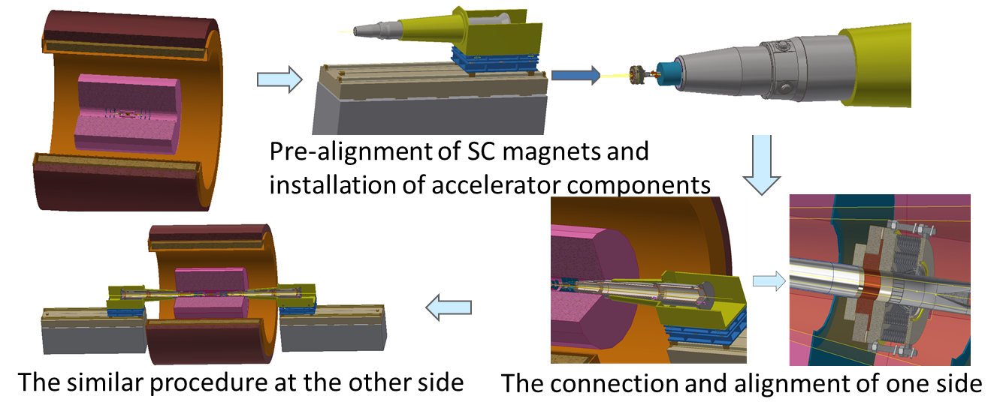 Pre-alignment of SC magnets and
installation of accelerator components
The connection and alignment of one side
The similar procedure at the other side